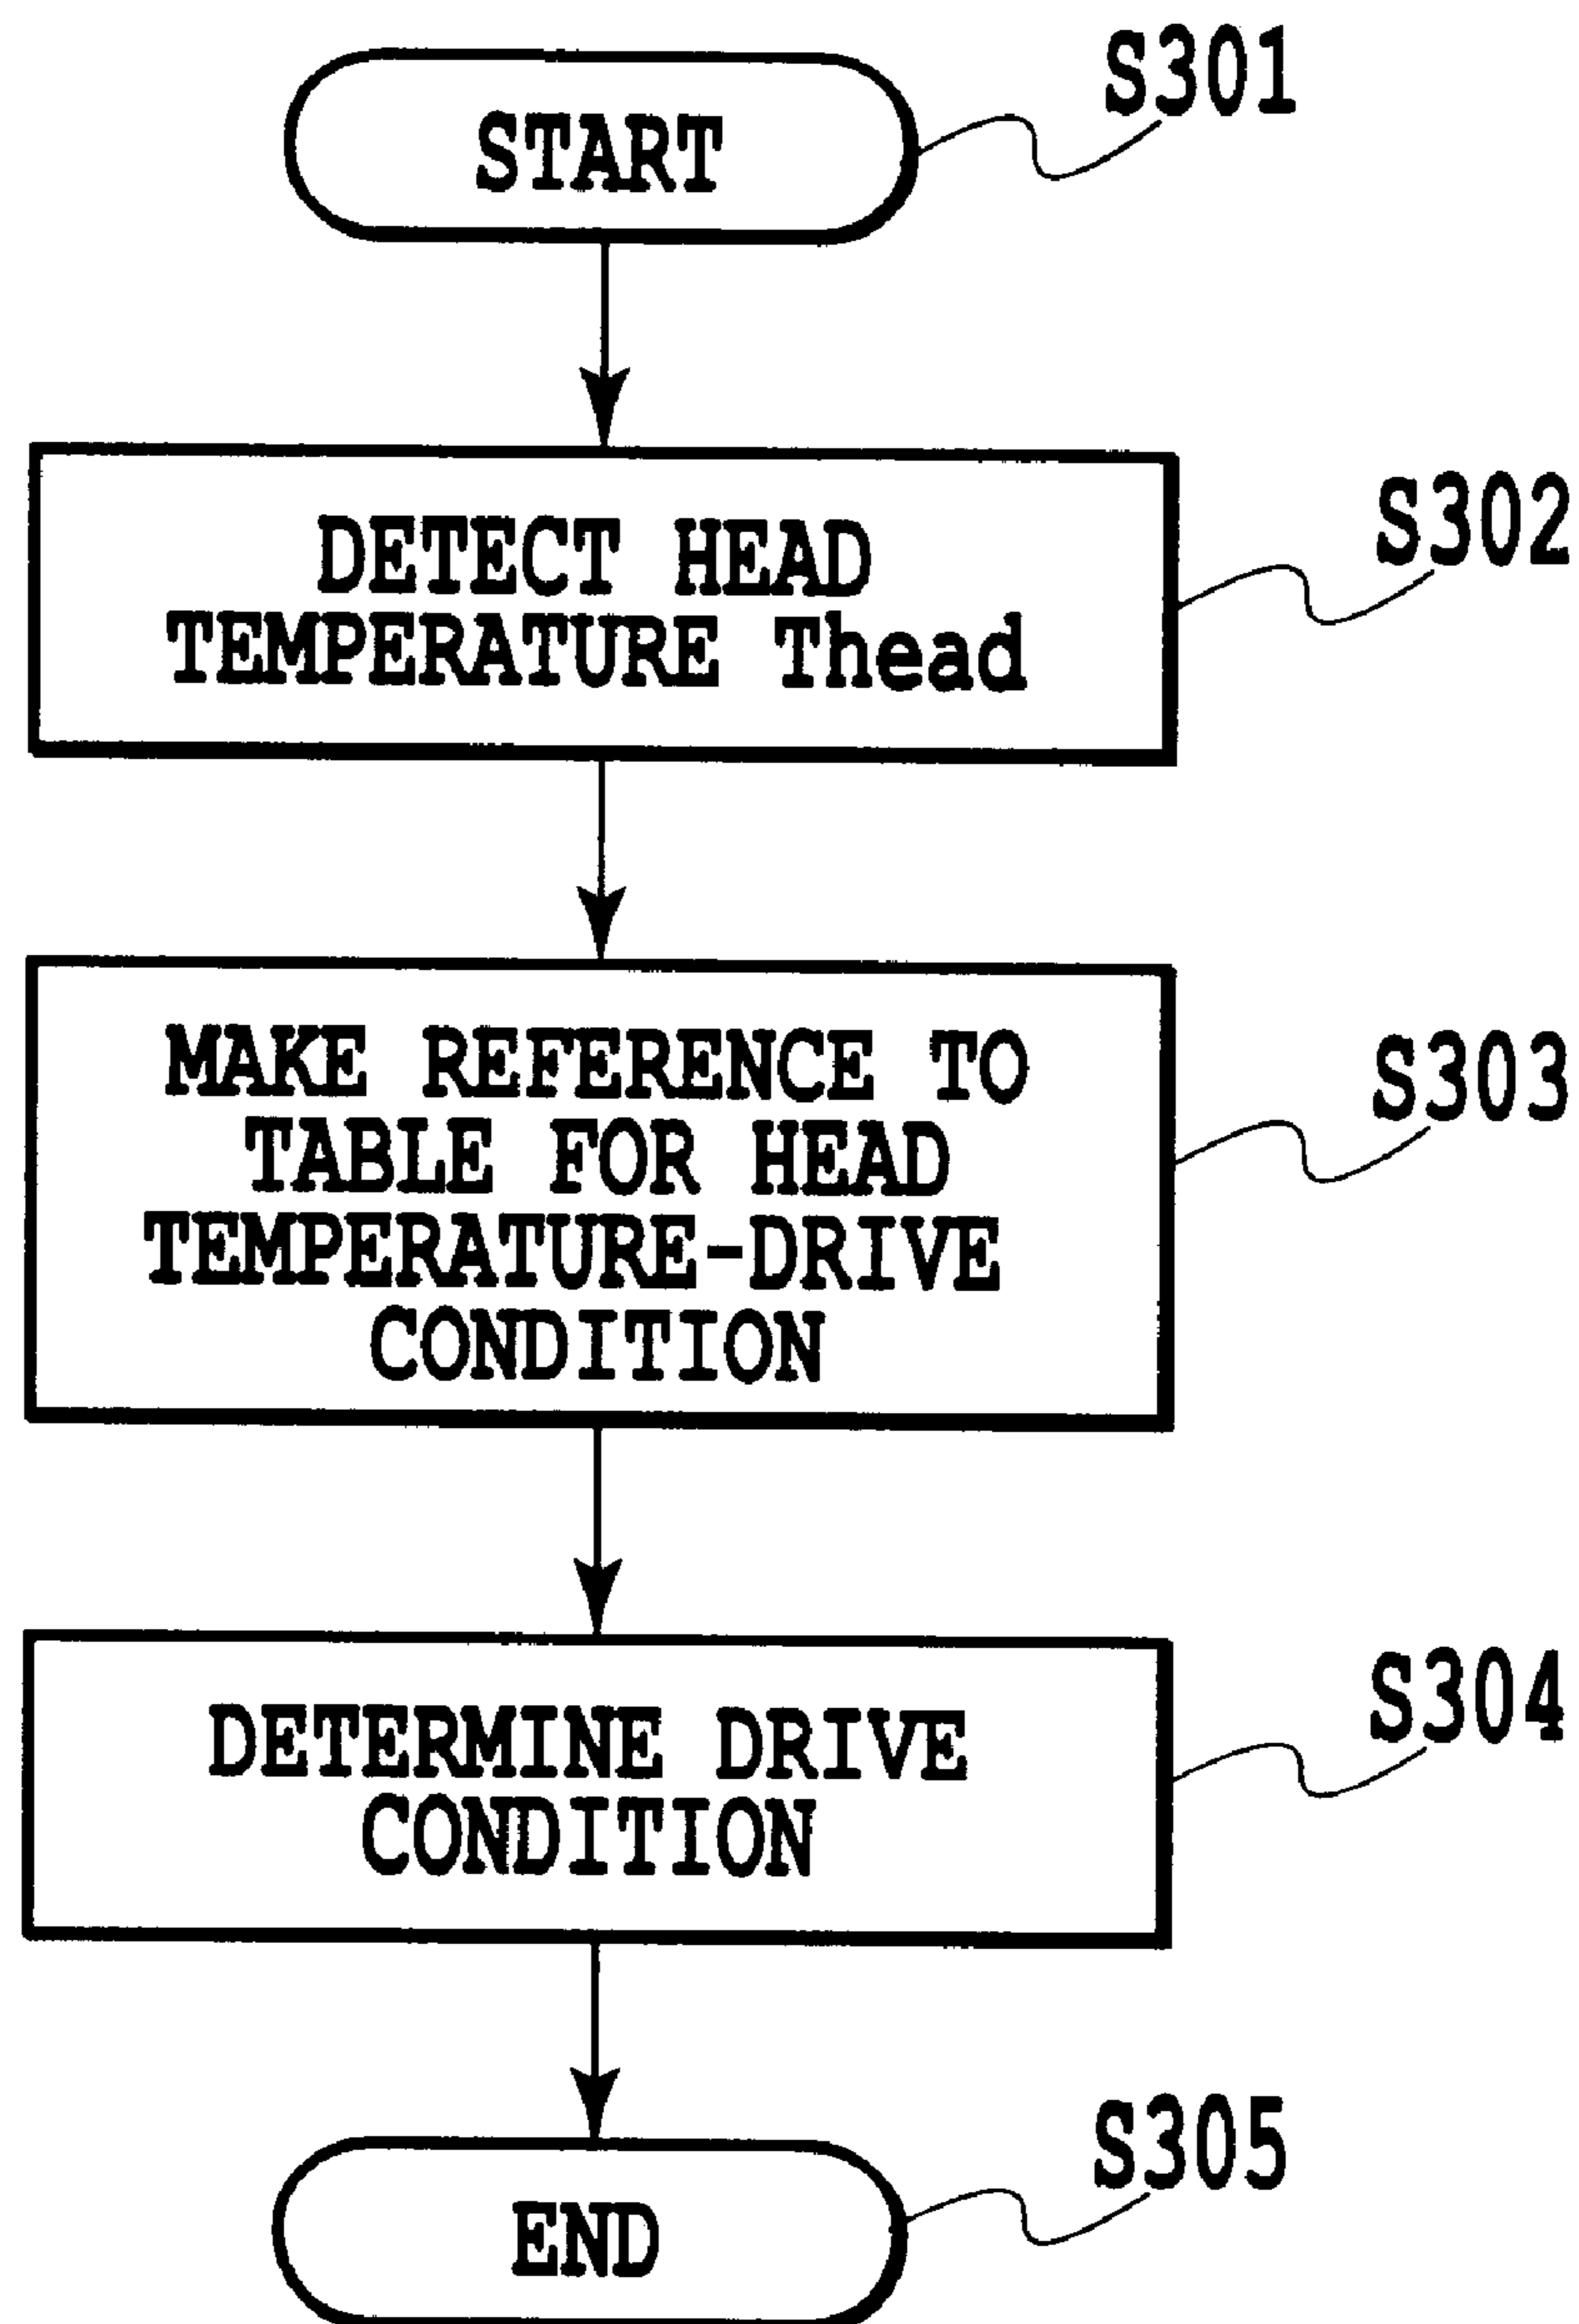 START
S301
DETECT HEAD
TEMPERATURE Thead
S302
MAKE REFERENCE TO
TABLE FOR HEAD
TEMPERATURE-DRIVE
CONDITION
S303
DETERMINE DRIVE
CONDITION
S304
END
S305